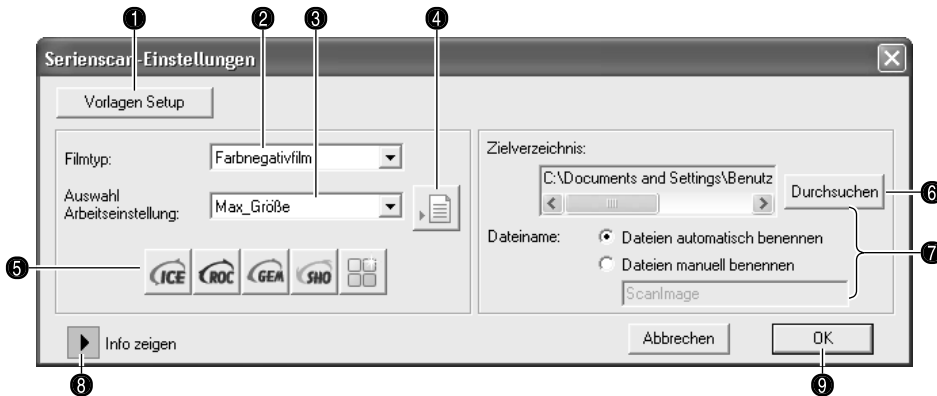 1 2 3 4
Serienscan-Einstellungen
Vorlagen Setup
Filmtyp: Farbnegativfilm
Auswahl
Arbeitseinstellung: Max_Größe
5 ICE ROC GEM SHO
Zielverzeichnis:
C:\Documents and Settings\Benutz
Durchsuchen 6
Dateiname: Dateien automatisch benennen
7
Dateien manuell benennen
ScanImage
Info zeigen
Abbrechen
OK
8 9